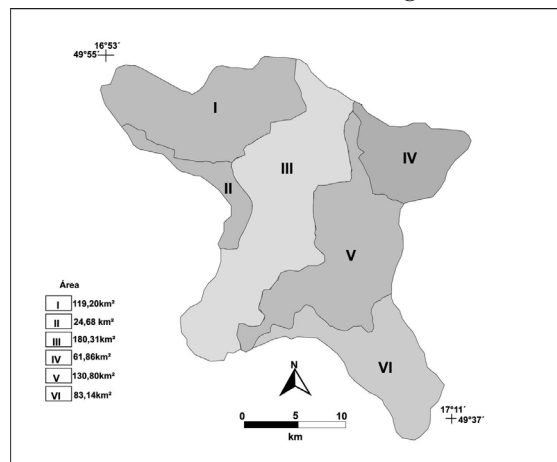 16°53´
49°55´
I
IV
III
II
V
Área
I 119,20km²
II 24,68 km²
III 180,31km²
IV 61,86km²
V 130,80km²
VI 83,14km²
VI
N
17°11´
49°37´
0 5 10
km